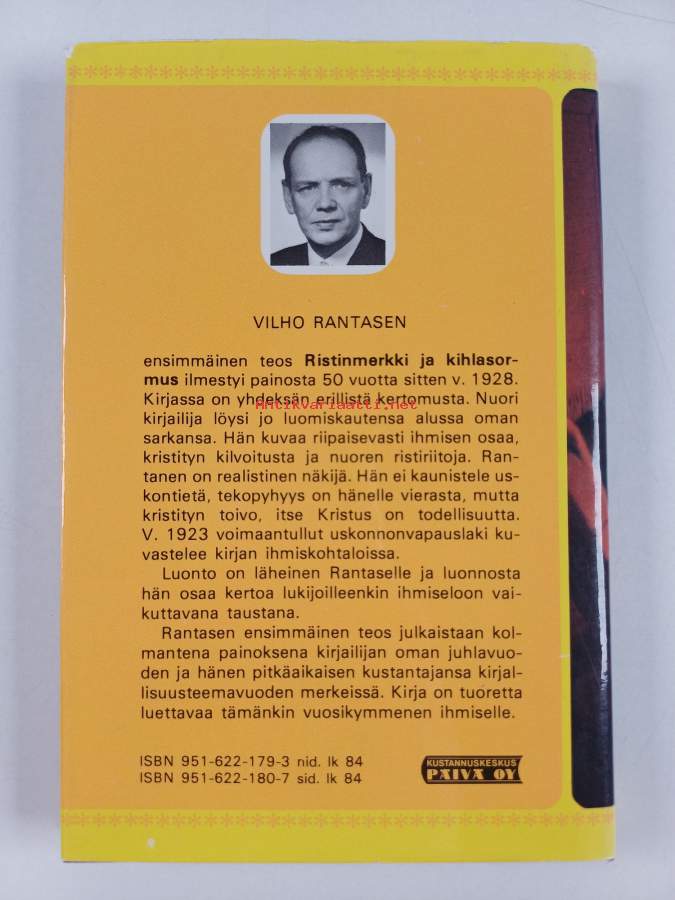 VILHO RANTASEN
ensimmäinen teos Ristinmerkki ja kihlasor-
mus ilmestyi painosta 50 vuotta sitten v. 1928.
Kirjassa on yhdeksän erillistä kertomusta. Nuori
Antikvariaatti.net
kirjailija löysi jo luomiskautensa alussa oman
sarkansa. Hän kuvaa riipaisevasti ihmisen osaa,
kristityn kilvoitusta ja nuoren ristiriitoja. Ran-
tanen on realistinen näkijä. Hän ei kaunistele us-
kontietä, tekopyhyys on hänelle vierasta, mutta
kristityn toivo, itse Kristus on todellisuutta.
V. 1923 voimaantullut uskonnonvapauslaki ku-
vastelee kirjan ihmiskohtaloissa.
Luonto on läheinen Rantaselle ja luonnosta
hän osaa kertoa lukijoilleenkin ihmiseloon vai-
kuttavana taustana.
Rantasen ensimmäinen teos julkaistaan kol-
mantena painoksena kirjailijan oman juhlavuo-
den ja hänen pitkäaikaisen kustantajansa kirjal-
lisuusteemavuoden merkeissä. Kirja on tuoretta
luettavaa tämänkin vuosikymmenen ihmiselle.
ISBN 951-622-179-3 nid. lk 84
ISBN 951-622-180-7 sid. lk 84
KUSTANNUSKESKUS
PÄIVÄ OY